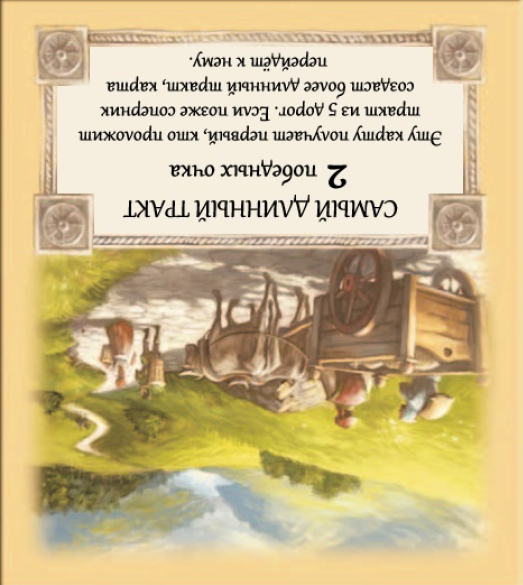 САМЫЙ ДЛИННЫЙ ТРАКТ
2 победных очка
Эту карту получает первый, кто проложит
тракт из 5 дорог. Если позже соперник
создаст более длинный тракт, карта
перейдёт к нему.